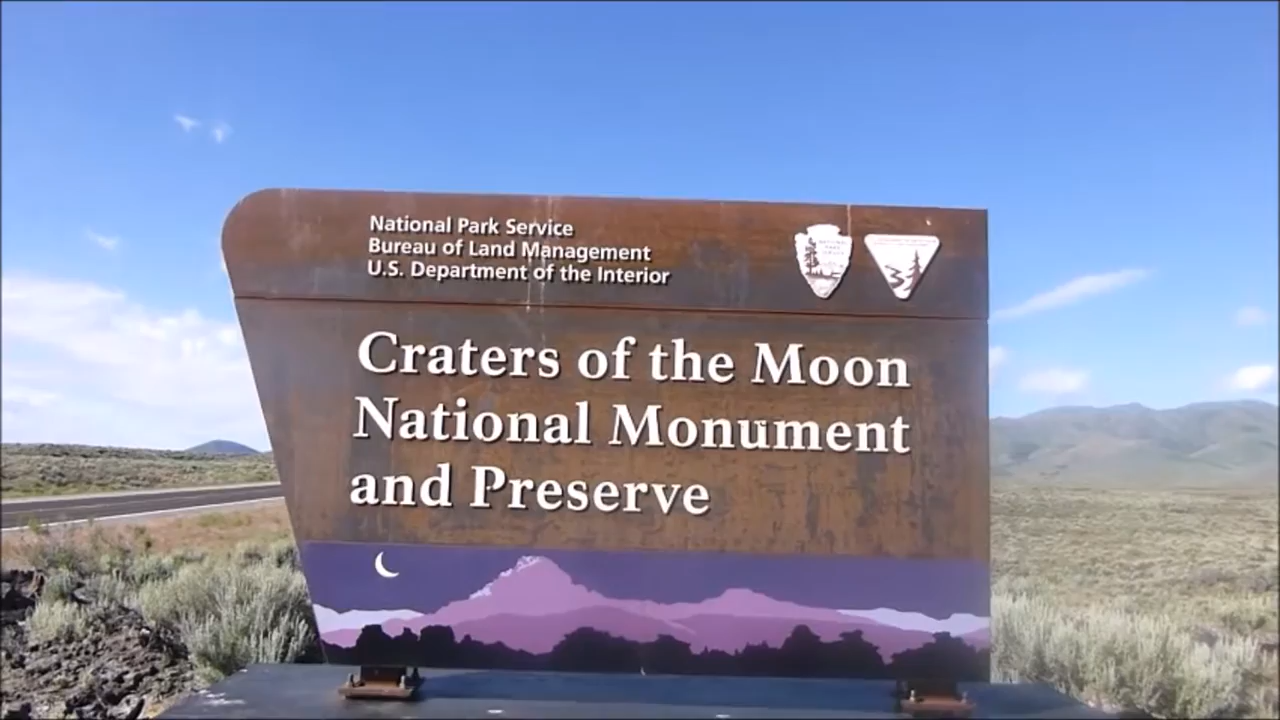 National Park Service
Bureau of Land Management
U.S. Department of the Interior
Craters of the Moon
National Monument
and Preserve